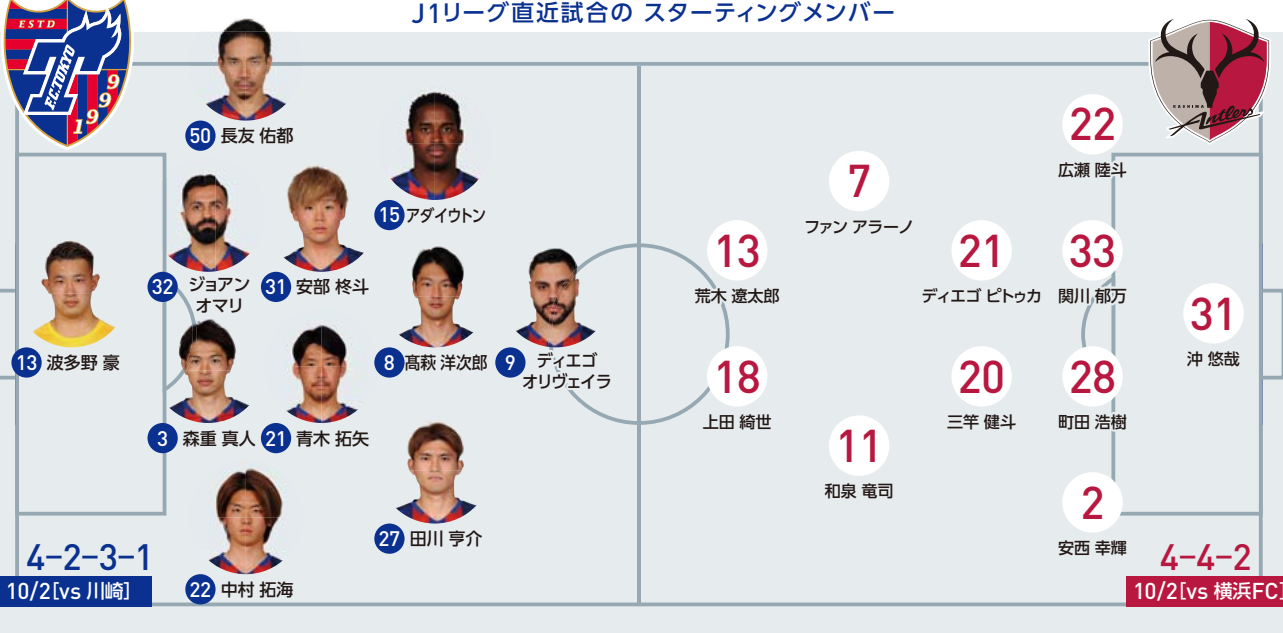 J1リーグ直近試合の スターティングメンバー
ESTD
F.C.TOKYO
1999
50 長友 佑都
15 アダイウトン
32 ジョアン
オマリ
31 安部 柊斗
13 波多野 豪
8 髙萩 洋次郎
9 ディエゴ
オリヴェイラ
3 森重 真人
21 青木 拓矢
27 田川 亨介
22 中村 拓海
4-2-3-1
10/2[vs 川崎]
KASHIMA
Antlers
22
広瀬 陸斗
7
ファン アラーノ
13
荒木 遼太郎
21
ディエゴ ピトゥカ
33
関川 郁万
31
沖 悠哉
18
上田 綺世
20
三竿 健斗
28
町田 浩樹
11
和泉 竜司
2
安西 幸輝
4-4-2
10/2[vs 横浜FC]